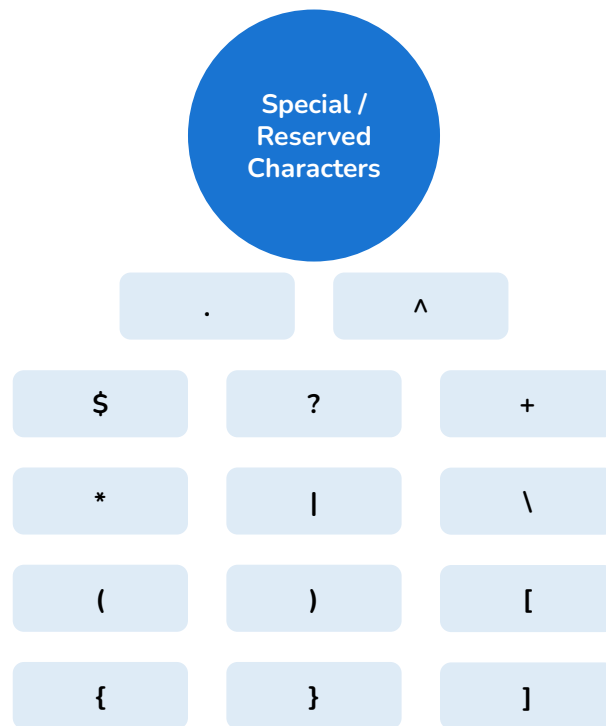 Special /
Reserved
Characters
. ^
$ ? +
* | \
( ) [
{ } ]